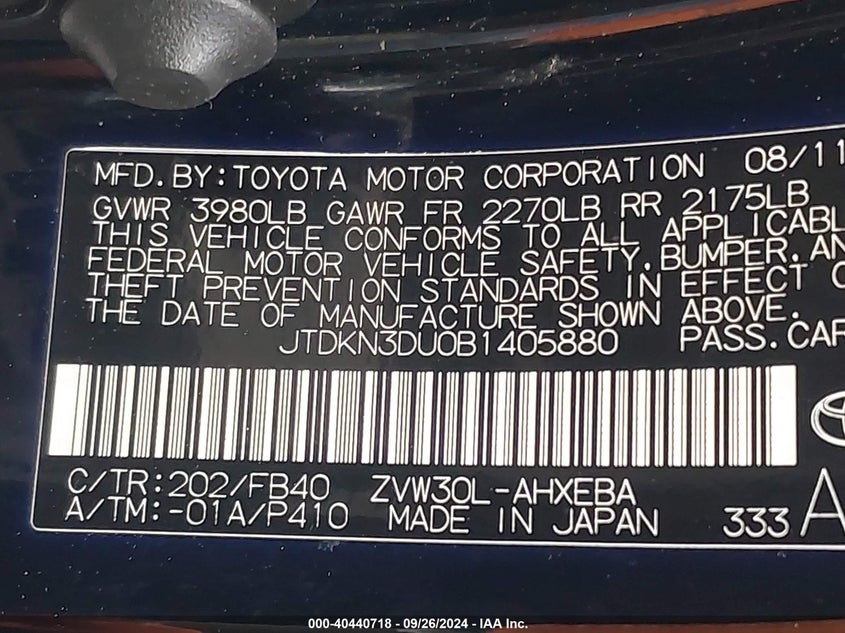 MFD.BY:TOYOTA MOTOR CORPORATION 08/11
GVWR 3980LB GAWR FR 2270LB RR 2175LB
THIS VEHICLE CONFORMS TO ALL APPLICABL
FEDERAL MOTOR VEHICLE SAFETY,BUMPER,AN
THEFT PREVENTION STANDARDS IN EFFECT O
THE DATE OF MANUFACTURE SHOWN ABOVE.
JTDKN3DU0B1405880 PASS.CAR
C/TR:202/FB40 ZVW30L-AHXEBA
A/TM:-01A/P410 MADE IN JAPAN 333 A
000-40440718 - 09/26/2024 - IAA Inc.